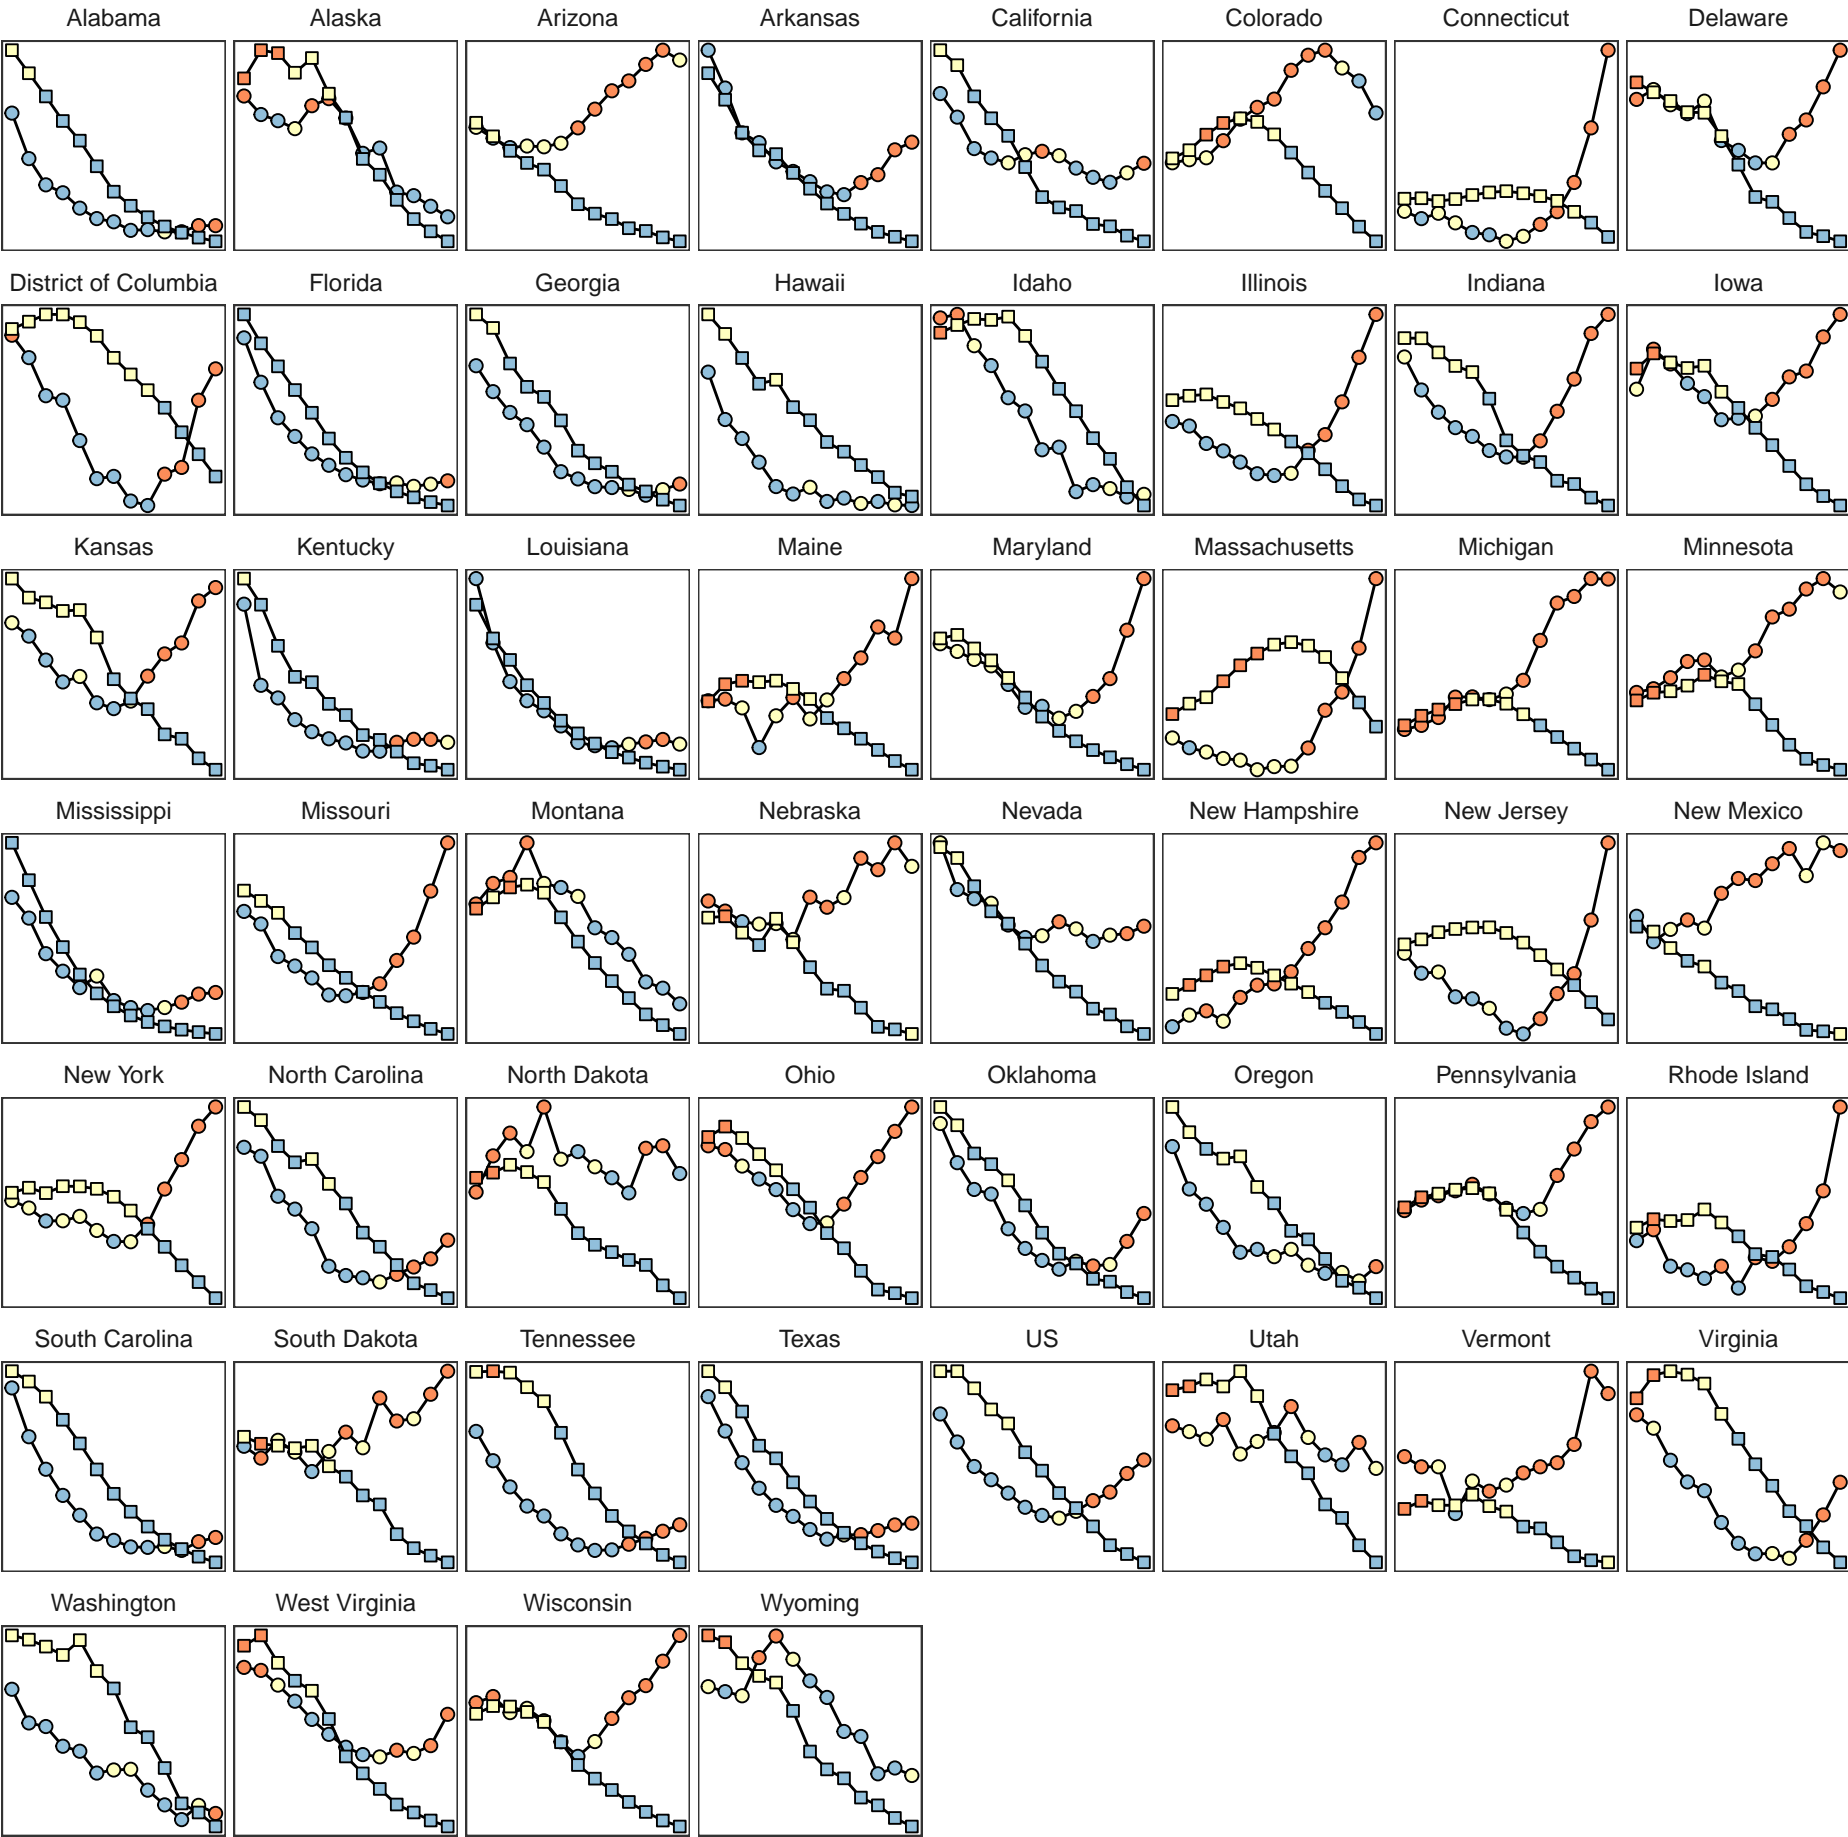 Alabama
Alaska
Arizona
Arkansas
California
Colorado
Connecticut
Delaware
District of Columbia
Florida
Georgia
Hawaii
Idaho
Illinois
Indiana
Iowa
Kansas
Kentucky
Louisiana
Maine
Maryland
Massachusetts
Michigan
Minnesota
Mississippi
Missouri
Montana
Nebraska
Nevada
New Hampshire
New Jersey
New Mexico
New York
North Carolina
North Dakota
Ohio
Oklahoma
Oregon
Pennsylvania
Rhode Island
South Carolina
South Dakota
Tennessee
Texas
US
Utah
Vermont
Virginia
Washington
West Virginia
Wisconsin
Wyoming